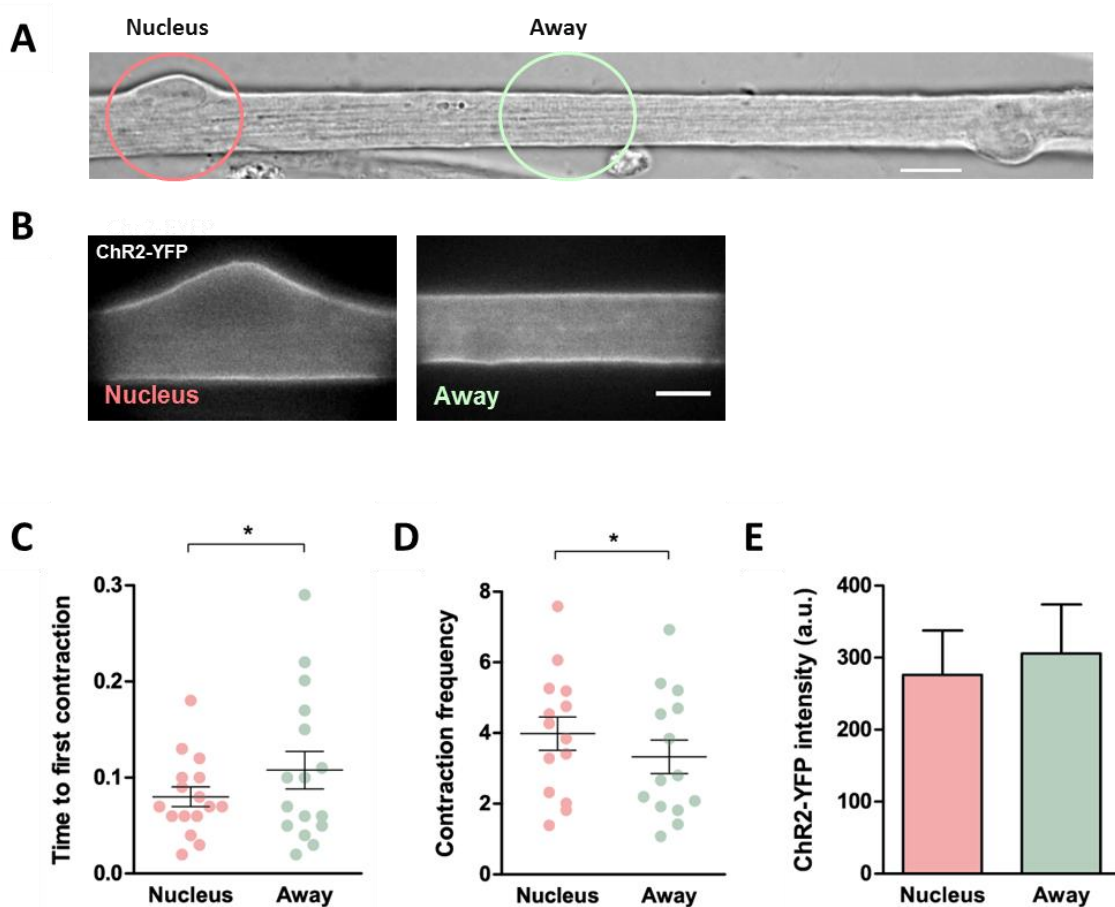 Nucleus Away
A
B
ChR2-YFP
Nucleus
Away
C
*
Time to first contraction
0.3
0.2
0.1
0.0
Nucleus Away
D
*
Contraction frequency
8
6
4
2
0
Nucleus Away
E
ChR2-YFP intensity (a.u.)
400
300
200
100
0
Nucleus Away